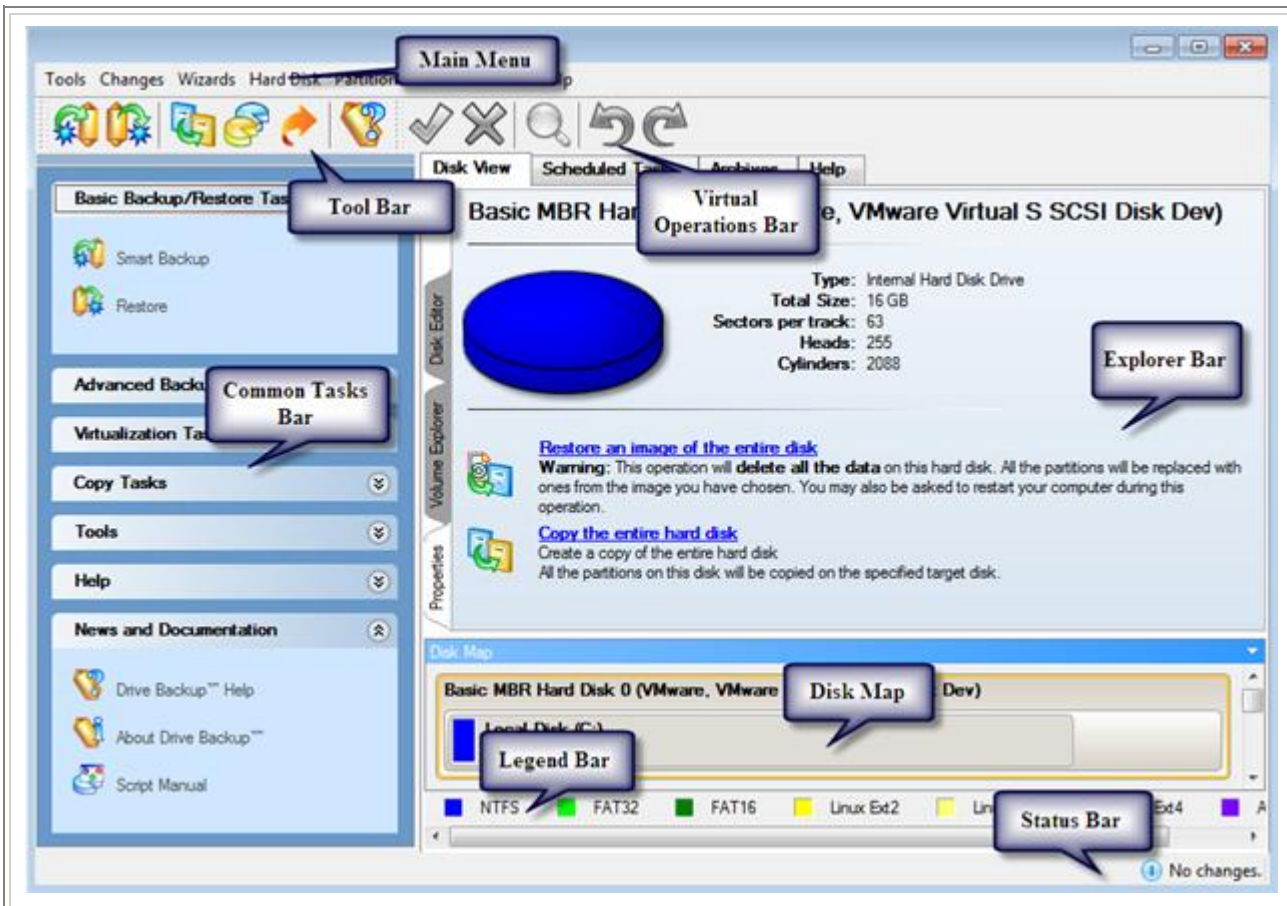 Main Menu
Tools Changes Wizards Hard Disk Partition
Tool Bar
Virtual
Operations Bar
Disk View Scheduled Archives Help
Basic Backup/Restore
Smart Backup
Restore
Advanced
Common Tasks
Bar
Virtualization
Copy Tasks
Tools
Help
News and Documentation
Drive Backup™ Help
About Drive Backup™
Script Manual
Disk Editor
Volume Explorer
Properties
Basic MBR VMware Virtual S SCSI Disk Dev)
Type: Internal Hard Disk Drive
Total Size: 16 GB
Sectors per track: 63
Heads: 255
Cylinders: 2088
Explorer Bar
Restore an image of the entire disk
Warning: This operation will delete all the data on this hard disk. All the partitions will be replaced with
ones from the image you have chosen. You may also be asked to restart your computer during this
operation.
Copy the entire hard disk
Create a copy of the entire hard disk
All the partitions on this disk will be copied on the specified target disk.
Disk Map
Basic MBR Hard Disk 0 (VMware, VMware Dev)
Disk Map
Local Disk (C:)
Legend Bar
NTFS FAT32 FAT16 Linux Ext2
Status Bar
No changes.